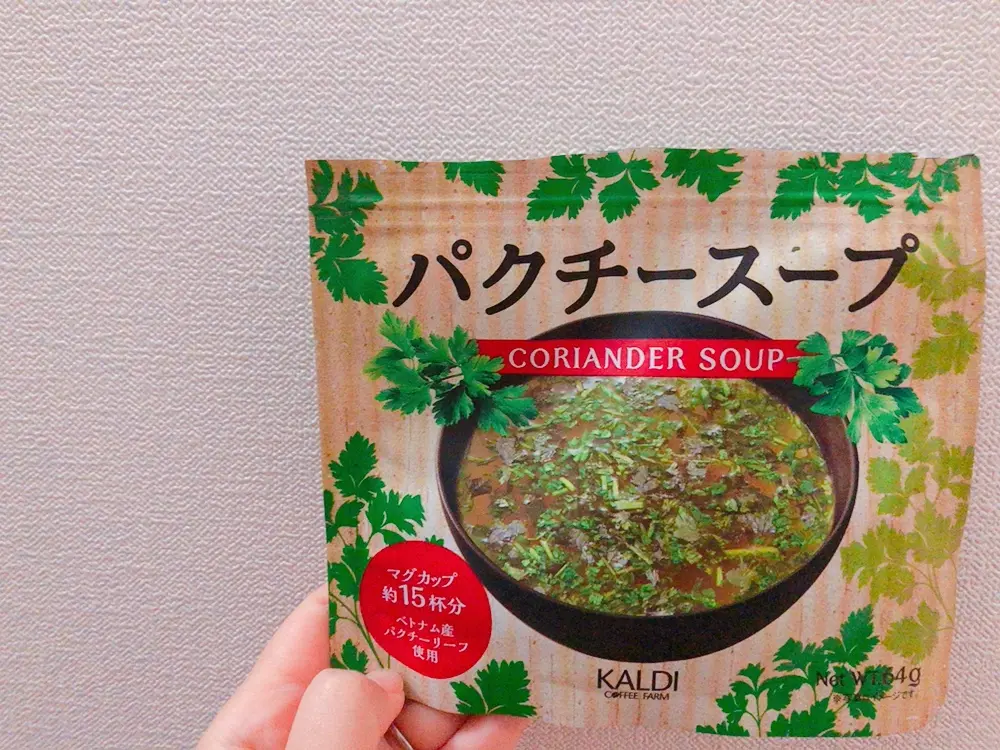 パクチースープ
CORIANDER SOUP
マグカップ
約15杯分
ベトナム産
パクチーリーフ
使用
KALDI
COFFEE FARM
Net WT.64g